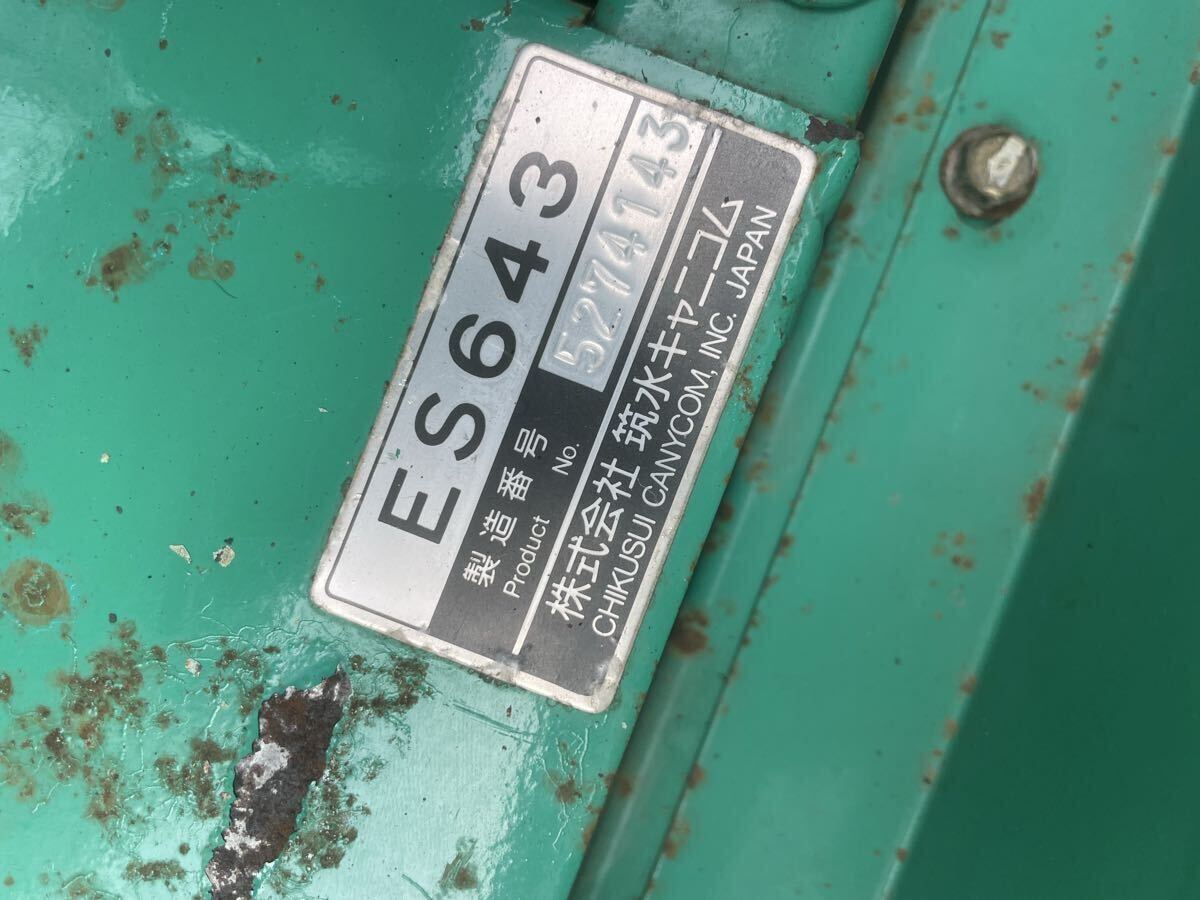 ES643
製造番号
Product No.
5274143
株式会社 筑水キャニコム
CHIKUSUI CANYCOM, INC. JAPAN